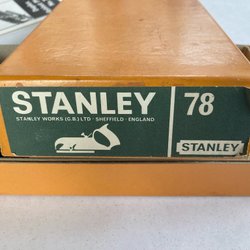 STANLEY
STANLEY WORKS (G.B.) LTD · SHEFFIELD · ENGLAND
78
STANLEY